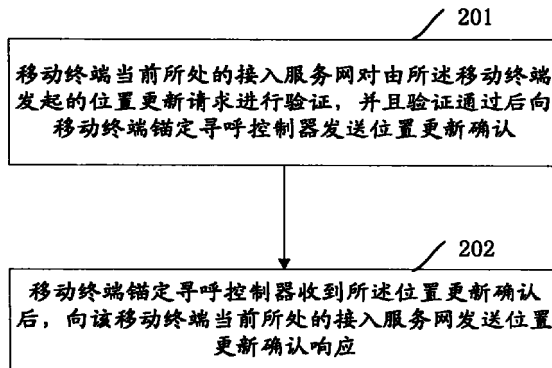 201
移动终端当前所处的接入服务网对由所述移动终端
发起的位置更新请求进行验证，并且验证通过后向
移动终端锚定寻呼控制器发送位置更新确认
202
移动终端锚定寻呼控制器收到所述位置更新确认
后，向该移动终端当前所处的接入服务网发送位置
更新确认响应